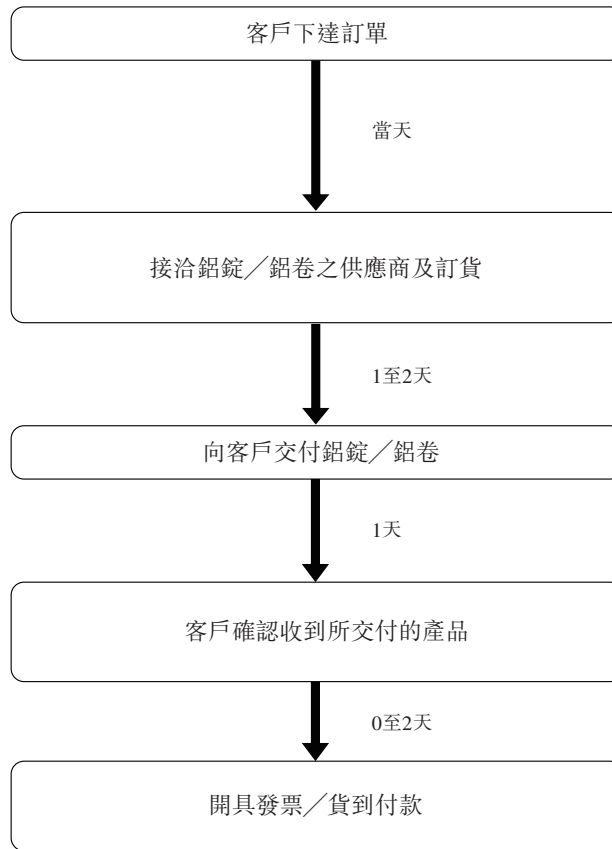 客戶下達訂單
當天
接洽鋁錠／鋁卷之供應商及訂貨
1至2天
向客戶交付鋁錠／鋁卷
1天
客戶確認收到所交付的產品
0至2天
開具發票／貨到付款